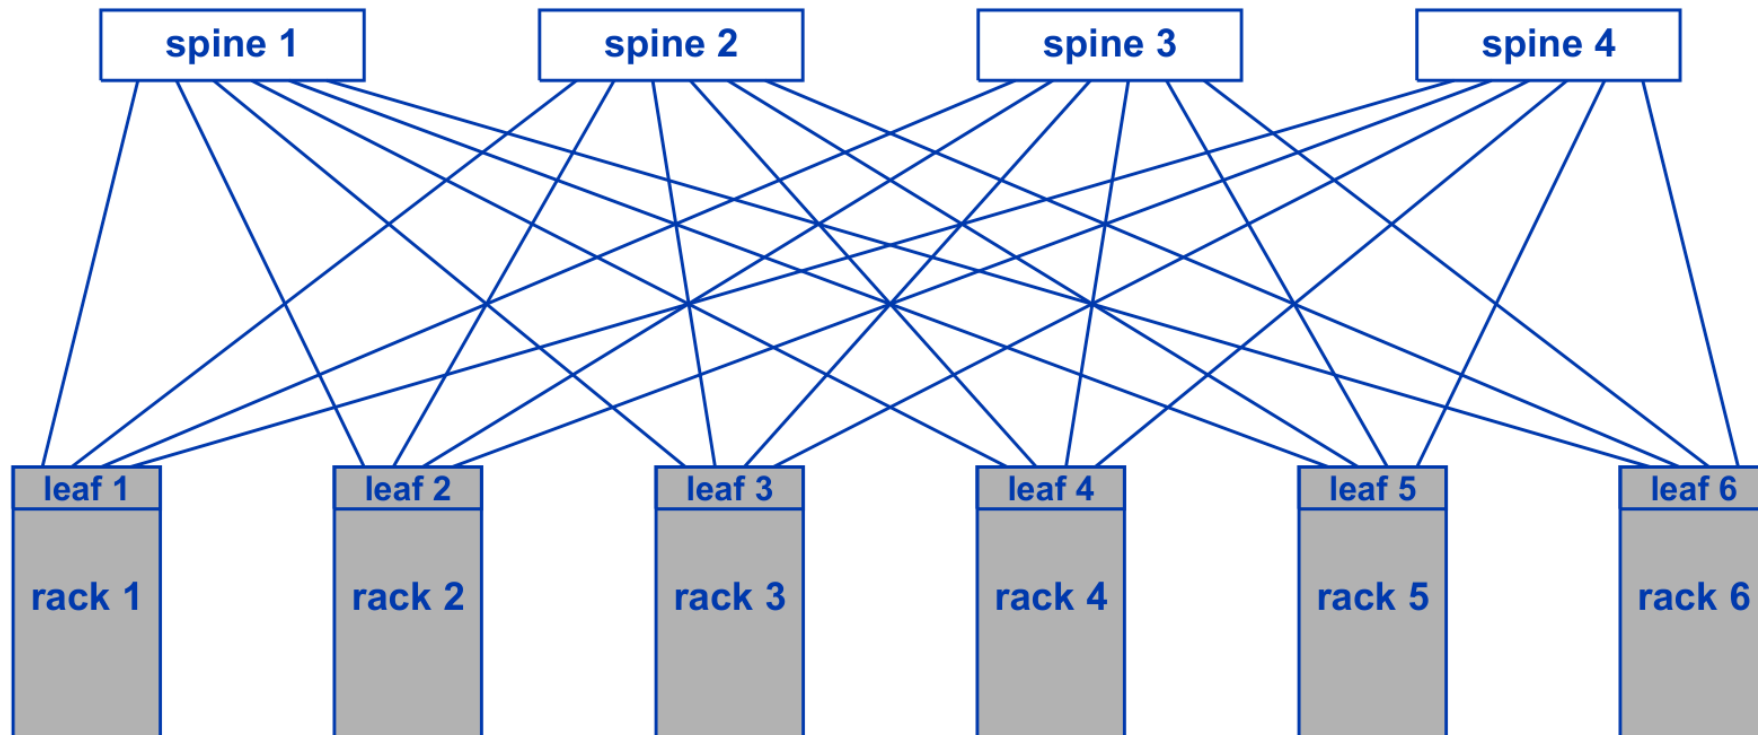 spine 1
spine 2
spine 3
spine 4
leaf 1
leaf 2
leaf 3
leaf 4
leaf 5
leaf 6
rack 1
rack 2
rack 3
rack 4
rack 5
rack 6